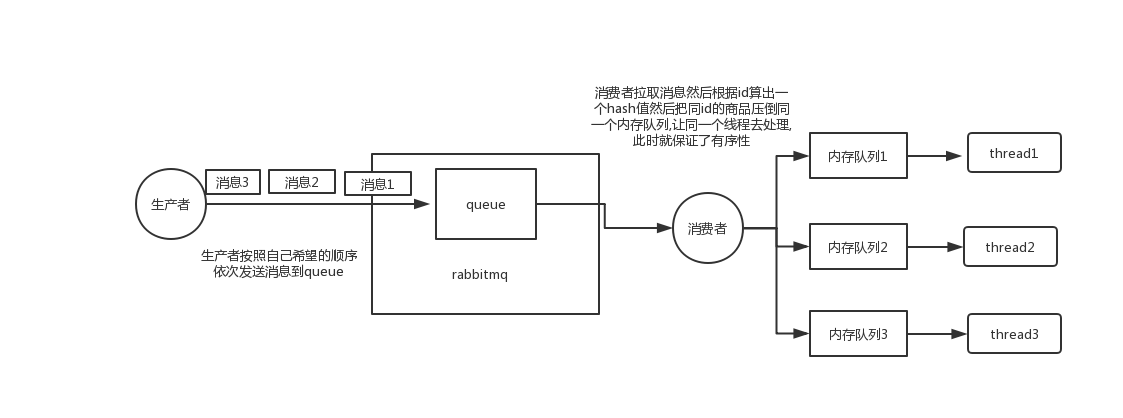 消费者拉取消息然后根据id算出一
个hash值然后把同id的商品压倒同
一个内存队列,让同一个线程去处理,
此时就保证了有序性
生产者
消息3
消息2
消息1
queue
rabbitmq
生产者按照自己希望的顺序
依次发送消息到queue
消费者
内存队列1
thread1
内存队列2
thread2
内存队列3
thread3